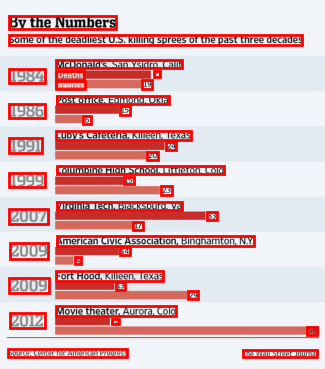 By the Numbers
Some of the deadliest U.S. killing sprees of the past three decades
McDonald's, San Ysidro, Calif.
1984
Deaths
Injuries 19
Post office, Edmond, Okla.
1986
15
6
Luby's Cafeteria, Killeen, Texas
1991
24
20
Columbine High School, Littleton, Colo.
1999
15
23
Virginia Tech, Blacksburg, Va.
2007
33
17
American Civic Association, Binghamton, N.Y.
2009
14
Fort Hood, Killeen, Texas
2009
13
29
Movie theater, Aurora, Colo.
2012
58
Source: Center for American Progress
The Wall Street Journal